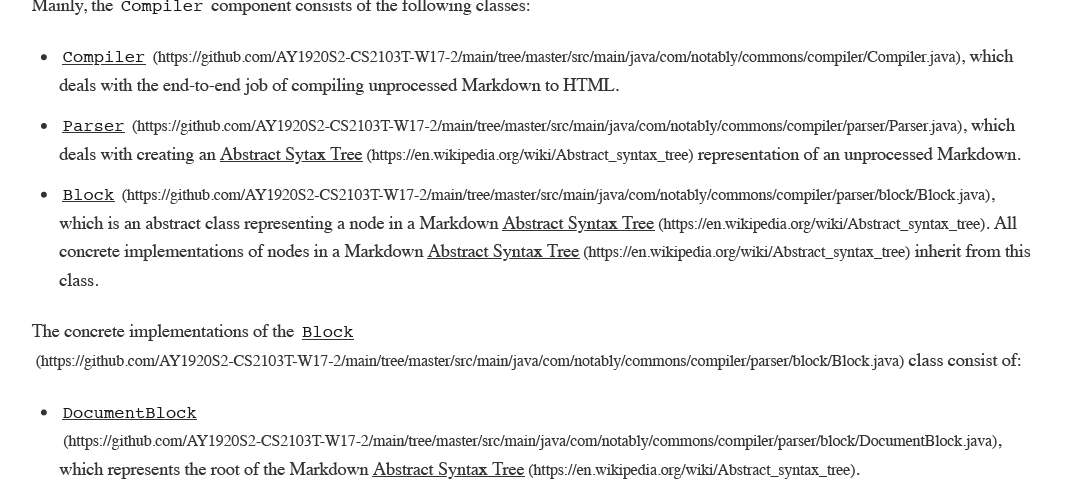 Mainly, the Compiler component consists of the following classes:
• Compiler (https://github.com/AY1920S2-CS2103T-W17-2/main/tree/master/src/main/java/com/notably/commons/compiler/Compiler.java), which
deals with the end-to-end job of compiling unprocessed Markdown to HTML.
• Parser (https://github.com/AY1920S2-CS2103T-W17-2/main/tree/master/src/main/java/com/notably/commons/compiler/parser/Parser.java), which
deals with creating an Abstract Sytax Tree (https://en.wikipedia.org/wiki/Abstract_syntax_tree) representation of an unprocessed Markdown.
• Block (https://github.com/AY1920S2-CS2103T-W17-2/main/tree/master/src/main/java/com/notably/commons/compiler/parser/block/Block.java),
which is an abstract class representing a node in a Markdown Abstract Syntax Tree (https://en.wikipedia.org/wiki/Abstract_syntax_tree). All
concrete implementations of nodes in a Markdown Abstract Syntax Tree (https://en.wikipedia.org/wiki/Abstract_syntax_tree) inherit from this
class.
The concrete implementations of the Block
(https://github.com/AY1920S2-CS2103T-W17-2/main/tree/master/src/main/java/com/notably/commons/compiler/parser/block/Block.java) class consist of:
• DocumentBlock
(https://github.com/AY1920S2-CS2103T-W17-2/main/tree/master/src/main/java/com/notably/commons/compiler/parser/block/DocumentBlock.java),
which represents the root of the Markdown Abstract Syntax Tree (https://en.wikipedia.org/wiki/Abstract_syntax_tree).